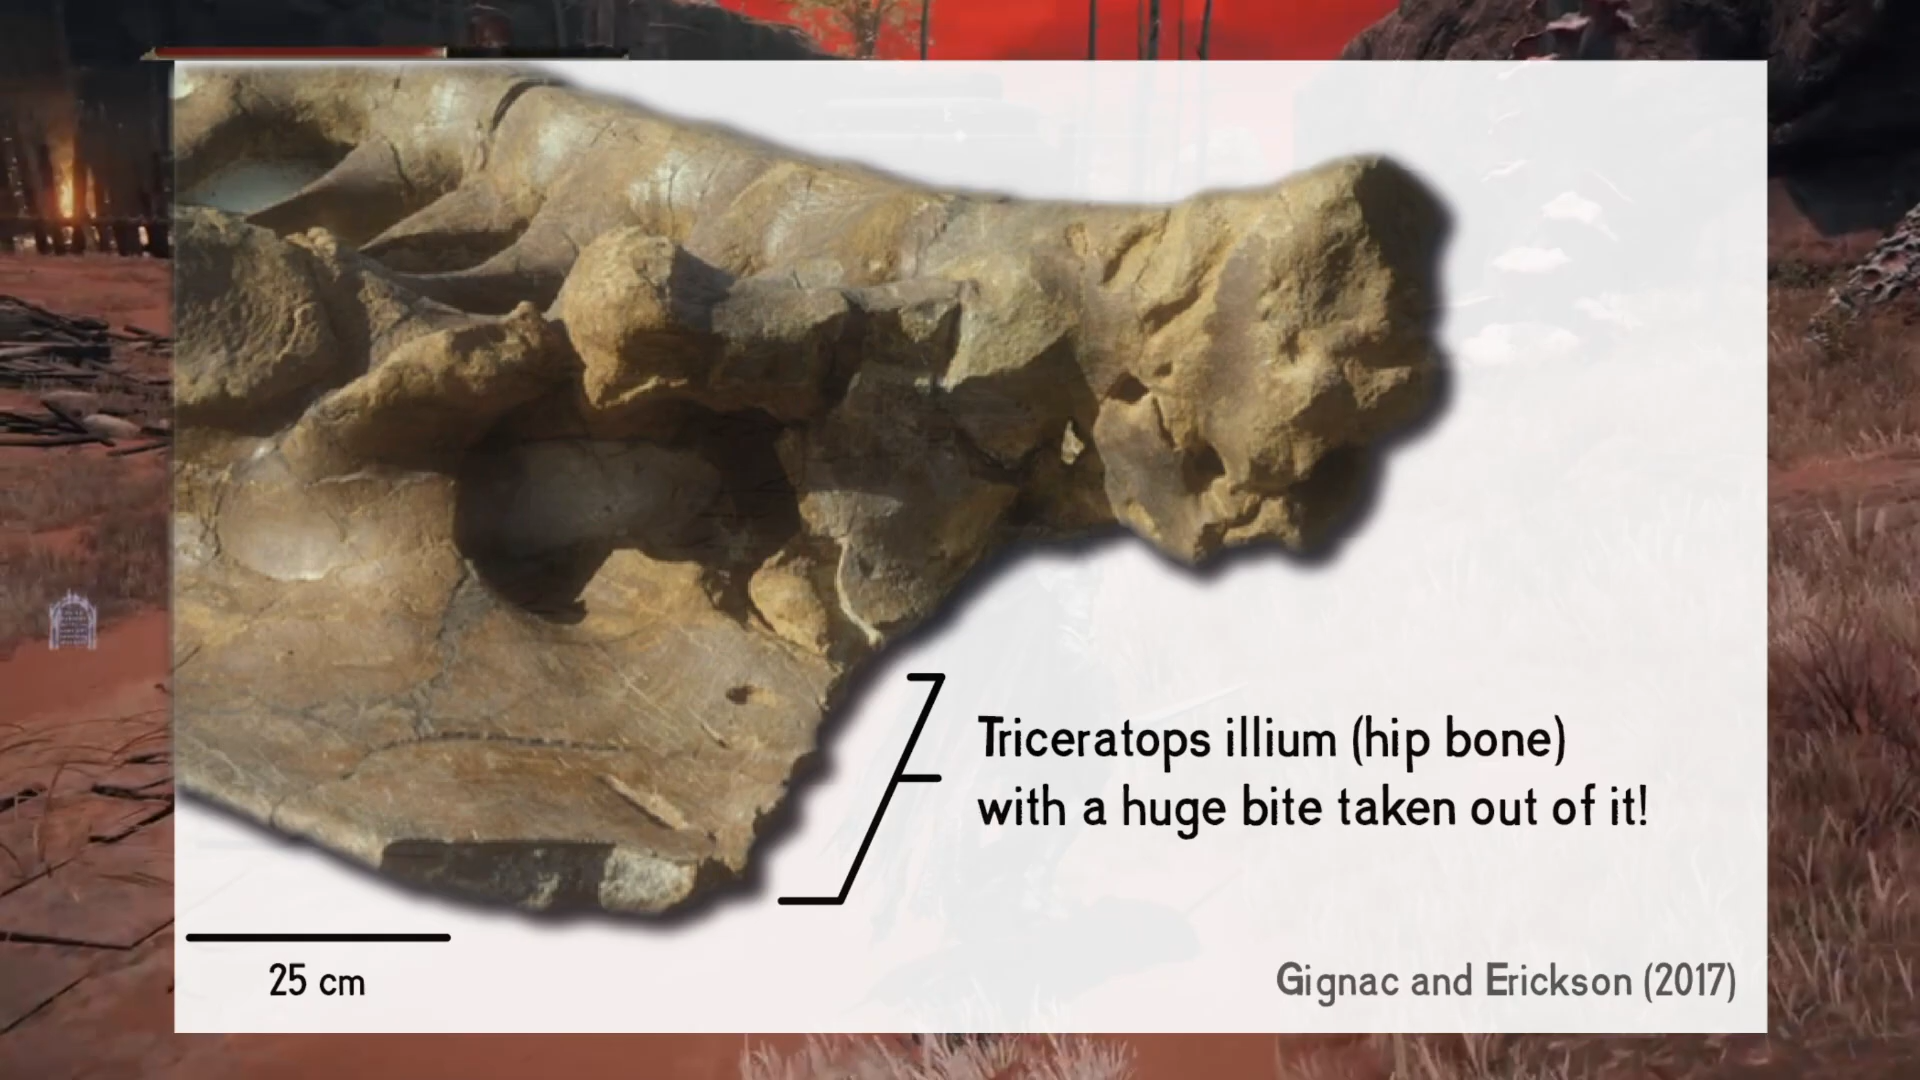 Triceratops illium (hip bone)
with a huge bite taken out of it!
25 cm
Gignac and Erickson (2017)